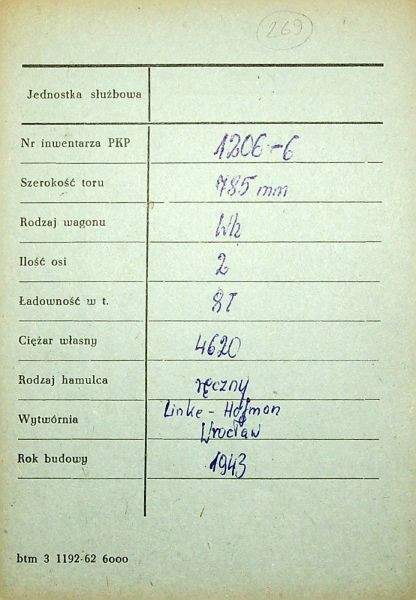 269
Jednostka służbowa
Nr inwentarza PKP 1206-6
Szerokość toru 785 mm
Rodzaj wagonu Wh
Ilość osi 2
Ładowność w t. 8T
Ciężar własny 4620
Rodzaj hamulca ręczny
Wytwórnia Linke - Hofman
Wrocław
Rok budowy 1943
btm 3 1192-62 6000